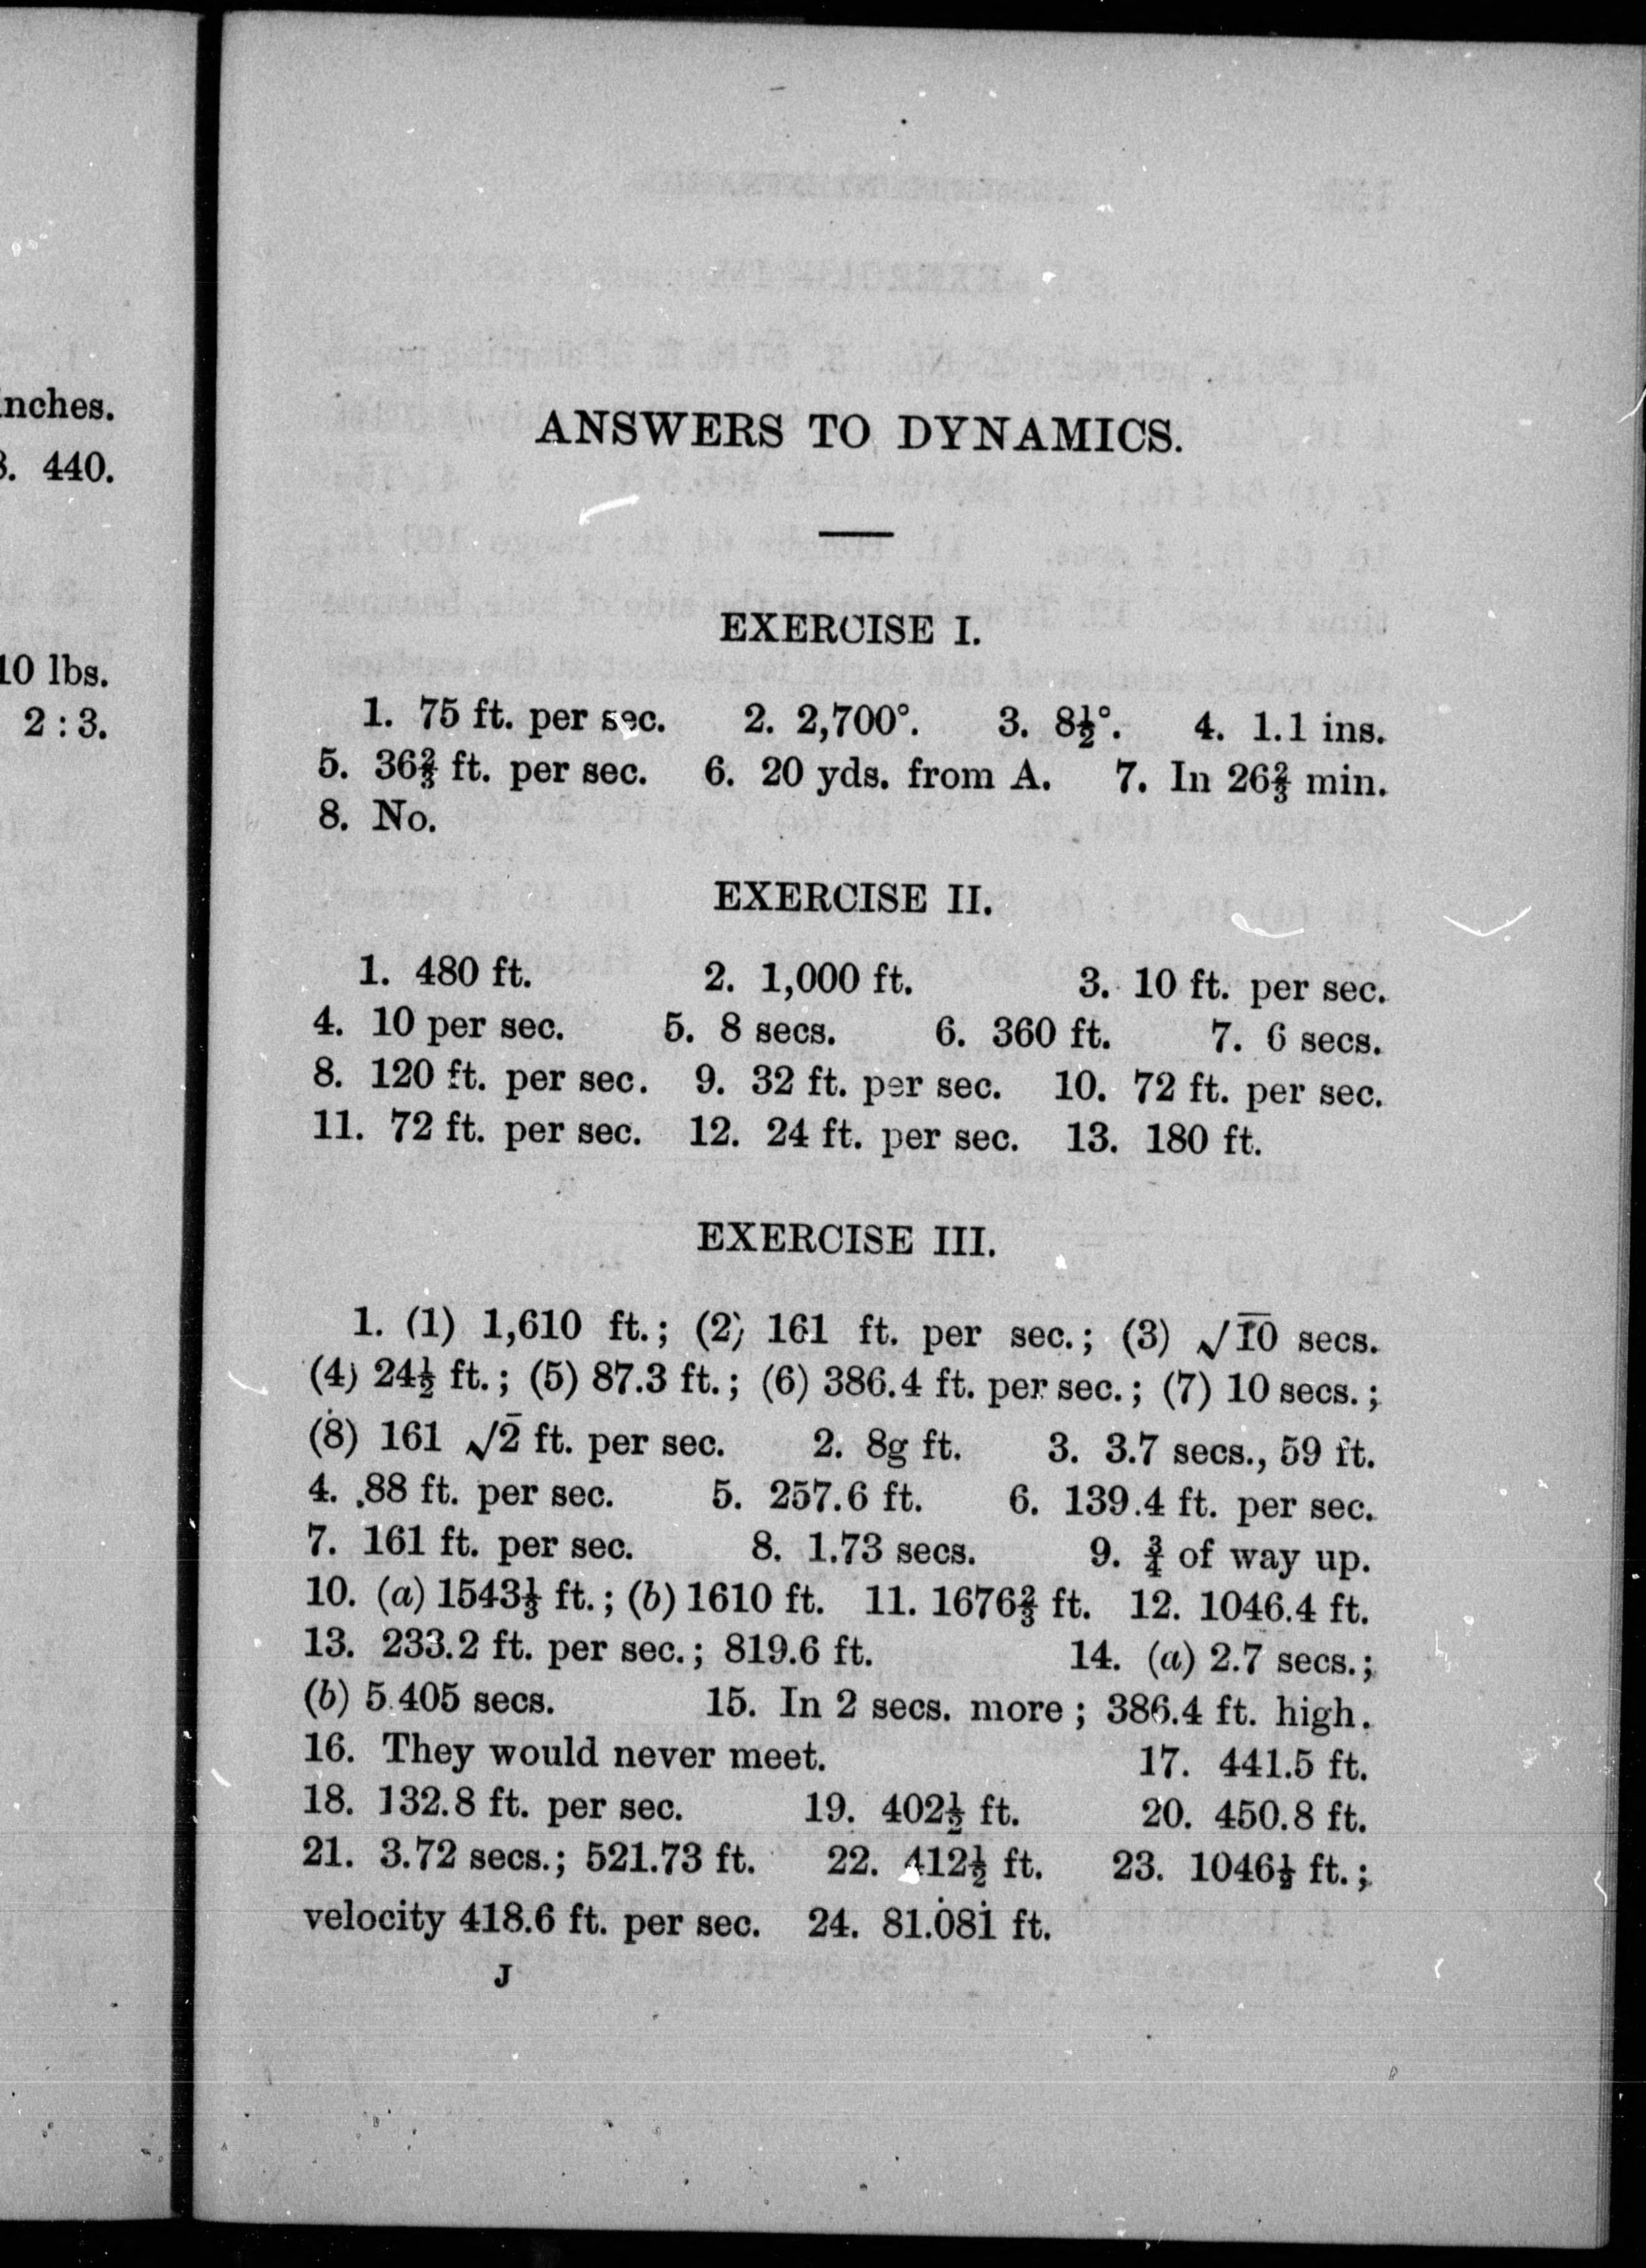 inches.
3. 440.
10 lbs.
2 : 3.
ANSWERS TO DYNAMICS.
EXERCISE I.
1. 75 ft. per sec. 2. 2,700°. 3. 8½°. 4. 1.1 ins.
5. 36⅔ ft. per sec. 6. 20 yds. from A. 7. In 26⅔ min.
8. No.
EXERCISE II.
1. 480 ft. 2. 1,000 ft. 3. 10 ft. per sec.
4. 10 per sec. 5. 8 secs. 6. 360 ft. 7. 6 secs.
8. 120 ft. per sec. 9. 32 ft. per sec. 10. 72 ft. per sec.
11. 72 ft. per sec. 12. 24 ft. per sec. 13. 180 ft.
EXERCISE III.
1. (1) 1,610 ft.; (2) 161 ft. per sec.; (3) √10 secs.
(4) 24½ ft.; (5) 87.3 ft.; (6) 386.4 ft. per sec.; (7) 10 secs.;
(8) 161 √2 ft. per sec. 2. 8g ft. 3. 3.7 secs., 59 ft.
4. 88 ft. per sec. 5. 257.6 ft. 6. 139.4 ft. per sec.
7. 161 ft. per sec. 8. 1.73 secs. 9. ¾ of way up.
10. (a) 1543⅓ ft.; (b) 1610 ft. 11. 1676⅔ ft. 12. 1046.4 ft.
13. 233.2 ft. per sec.; 819.6 ft. 14. (a) 2.7 secs.;
(b) 5.405 secs. 15. In 2 secs. more; 386.4 ft. high.
16. They would never meet. 17. 441.5 ft.
18. 132.8 ft. per sec. 19. 402½ ft. 20. 450.8 ft.
21. 3.72 secs.; 521.73 ft. 22. 412½ ft. 23. 1046½ ft.;
velocity 418.6 ft. per sec. 24. 81.0̇81̇ ft.
J